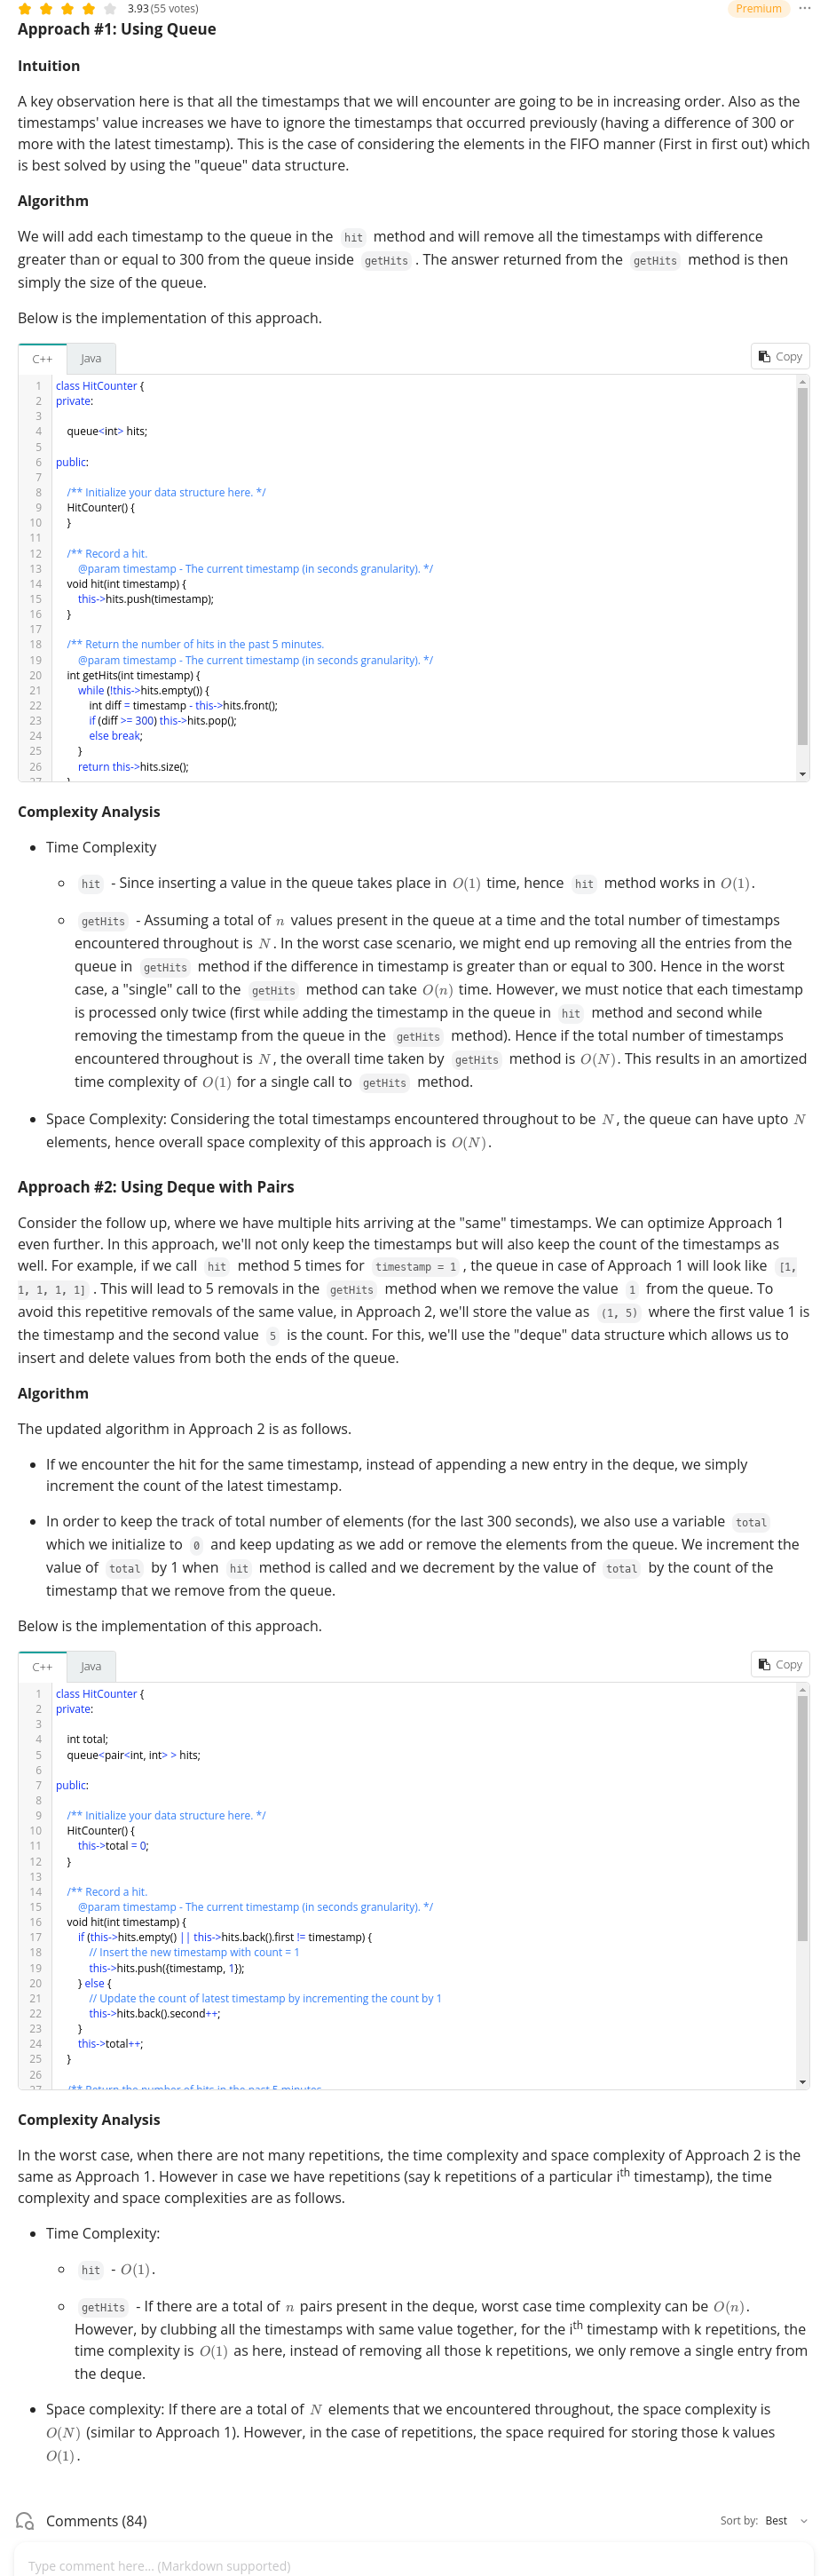 3.93 (55 votes)
Premium
Approach #1: Using Queue
Intuition
A key observation here is that all the timestamps that we will encounter are going to be in increasing order. Also as the
timestamps' value increases we have to ignore the timestamps that occurred previously (having a difference of 300 or
more with the latest timestamp). This is the case of considering the elements in the FIFO manner (First in first out) which
is best solved by using the "queue" data structure.
Algorithm
We will add each timestamp to the queue in the hit method and will remove all the timestamps with difference
greater than or equal to 300 from the queue inside getHits . The answer returned from the getHits method is then
simply the size of the queue.
Below is the implementation of this approach.
C++ Java Copy
1 class HitCounter {
2 private:
3
4 queue<int> hits;
5
6 public:
7
8 /** Initialize your data structure here. */
9 HitCounter() {
10 }
11
12 /** Record a hit.
13 @param timestamp - The current timestamp (in seconds granularity). */
14 void hit(int timestamp) {
15 this->hits.push(timestamp);
16 }
17
18 /** Return the number of hits in the past 5 minutes.
19 @param timestamp - The current timestamp (in seconds granularity). */
20 int getHits(int timestamp) {
21 while (!this->hits.empty()) {
22 int diff = timestamp - this->hits.front();
23 if (diff >= 300) this->hits.pop();
24 else break;
25 }
26 return this->hits.size();
27 }
Complexity Analysis
• Time Complexity
◦ hit - Since inserting a value in the queue takes place in O(1) time, hence hit method works in O(1).
◦ getHits - Assuming a total of n values present in the queue at a time and the total number of timestamps
encountered throughout is N. In the worst case scenario, we might end up removing all the entries from the
queue in getHits method if the difference in timestamp is greater than or equal to 300. Hence in the worst
case, a "single" call to the getHits method can take O(n) time. However, we must notice that each timestamp
is processed only twice (first while adding the timestamp in the queue in hit method and second while
removing the timestamp from the queue in the getHits method). Hence if the total number of timestamps
encountered throughout is N, the overall time taken by getHits method is O(N). This results in an amortized
time complexity of O(1) for a single call to getHits method.
• Space Complexity: Considering the total timestamps encountered throughout to be N, the queue can have upto N
elements, hence overall space complexity of this approach is O(N).
Approach #2: Using Deque with Pairs
Consider the follow up, where we have multiple hits arriving at the "same" timestamps. We can optimize Approach 1
even further. In this approach, we'll not only keep the timestamps but will also keep the count of the timestamps as
well. For example, if we call hit method 5 times for timestamp = 1 , the queue in case of Approach 1 will look like [1,
1, 1, 1, 1] . This will lead to 5 removals in the getHits method when we remove the value 1 from the queue. To
avoid this repetitive removals of the same value, in Approach 2, we'll store the value as (1, 5) where the first value 1 is
the timestamp and the second value 5 is the count. For this, we'll use the "deque" data structure which allows us to
insert and delete values from both the ends of the queue.
Algorithm
The updated algorithm in Approach 2 is as follows.
• If we encounter the hit for the same timestamp, instead of appending a new entry in the deque, we simply
increment the count of the latest timestamp.
• In order to keep the track of total number of elements (for the last 300 seconds), we also use a variable total
which we initialize to 0 and keep updating as we add or remove the elements from the queue. We increment the
value of total by 1 when hit method is called and we decrement by the value of total by the count of the
timestamp that we remove from the queue.
Below is the implementation of this approach.
C++ Java Copy
1 class HitCounter {
2 private:
3
4 int total;
5 queue<pair<int, int> > hits;
6
7 public:
8
9 /** Initialize your data structure here. */
10 HitCounter() {
11 this->total = 0;
12 }
13
14 /** Record a hit.
15 @param timestamp - The current timestamp (in seconds granularity). */
16 void hit(int timestamp) {
17 if (this->hits.empty() || this->hits.back().first != timestamp) {
18 // Insert the new timestamp with count = 1
19 this->hits.push({timestamp, 1});
20 } else {
21 // Update the count of latest timestamp by incrementing the count by 1
22 this->hits.back().second++;
23 }
24 this->total++;
25 }
26
27 /** Return the number of hits in the past 5 minutes.
Complexity Analysis
In the worst case, when there are not many repetitions, the time complexity and space complexity of Approach 2 is the
same as Approach 1. However in case we have repetitions (say k repetitions of a particular ith timestamp), the time
complexity and space complexities are as follows.
• Time Complexity:
◦ hit - O(1).
◦ getHits - If there are a total of n pairs present in the deque, worst case time complexity can be O(n).
However, by clubbing all the timestamps with same value together, for the ith timestamp with k repetitions, the
time complexity is O(1) as here, instead of removing all those k repetitions, we only remove a single entry from
the deque.
• Space complexity: If there are a total of N elements that we encountered throughout, the space complexity is
O(N) (similar to Approach 1). However, in the case of repetitions, the space required for storing those k values
O(1).
Comments (84)
Sort by: Best
Type comment here... (Markdown supported)